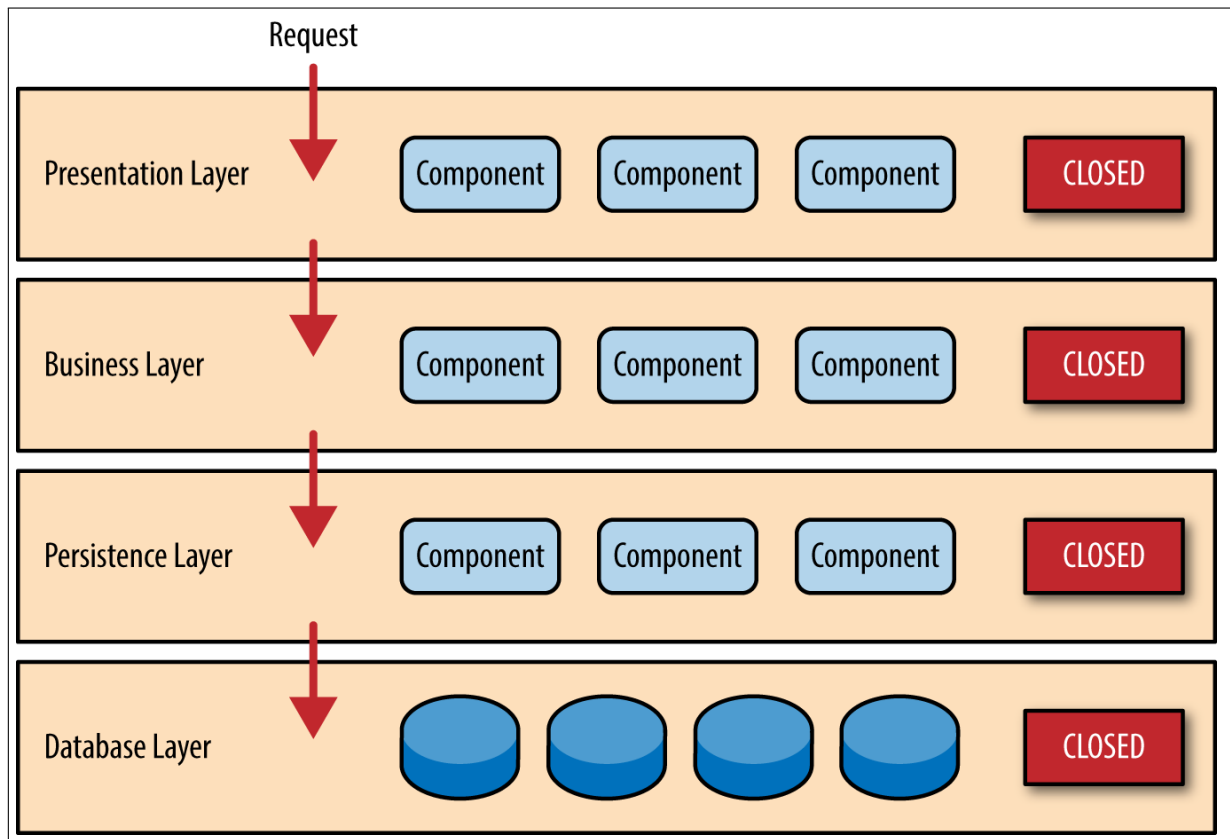 Request
Presentation Layer Component Component Component CLOSED
Business Layer Component Component Component CLOSED
Persistence Layer Component Component Component CLOSED
Database Layer CLOSED